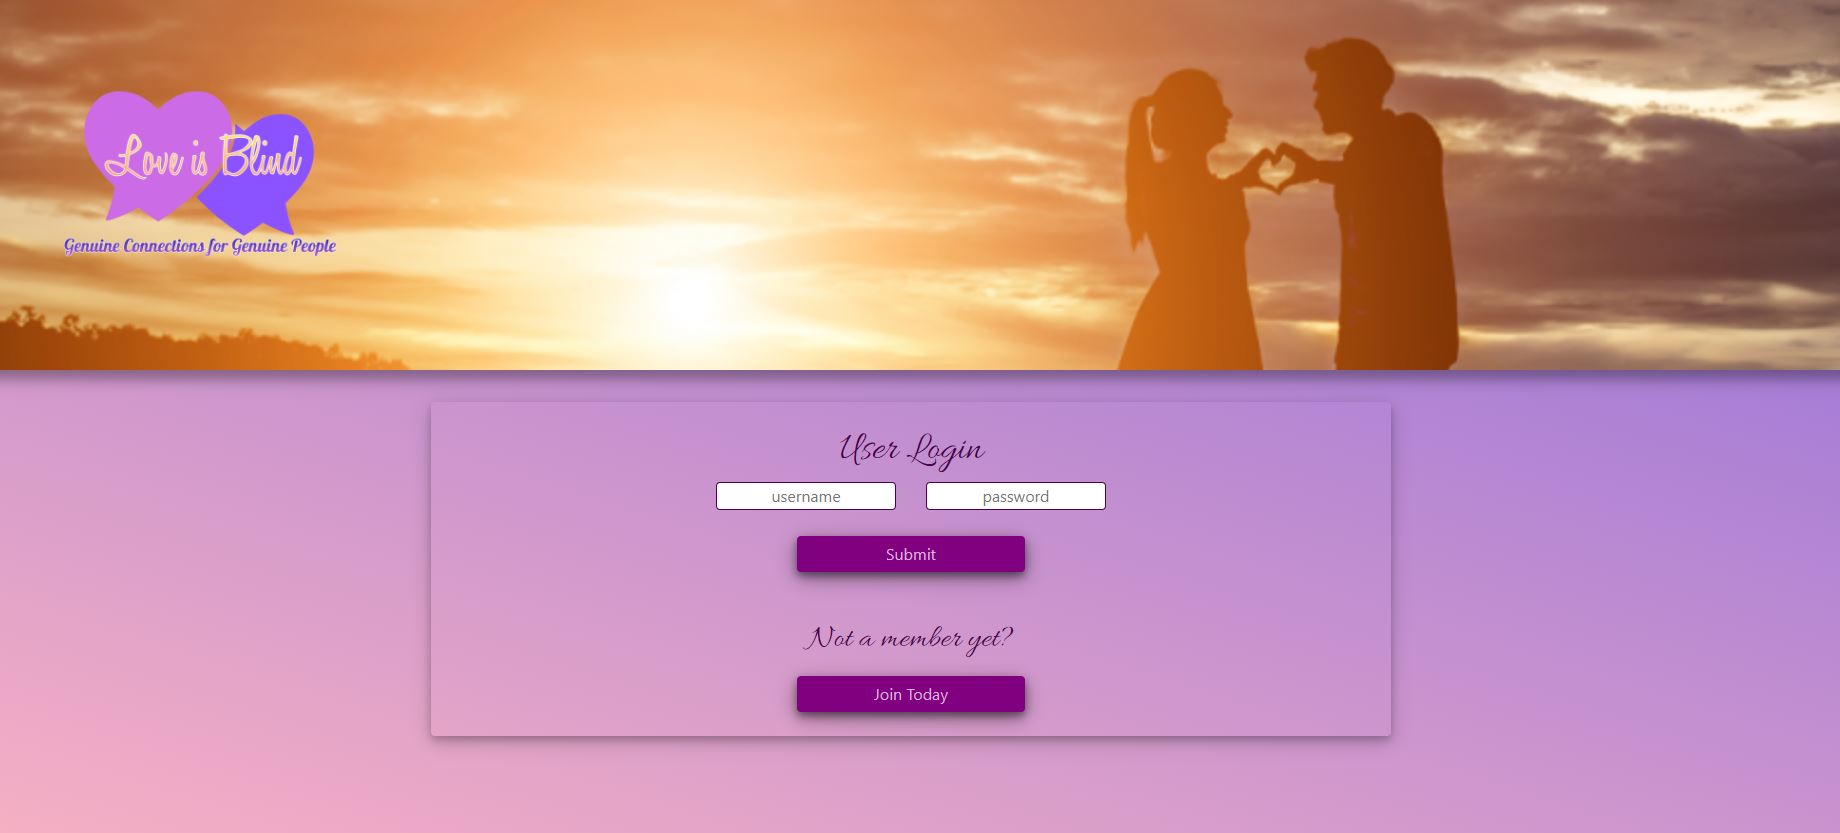 Love is Blind
Genuine Connections for Genuine People
User Login
username password
Submit
Not a member yet?
Join Today